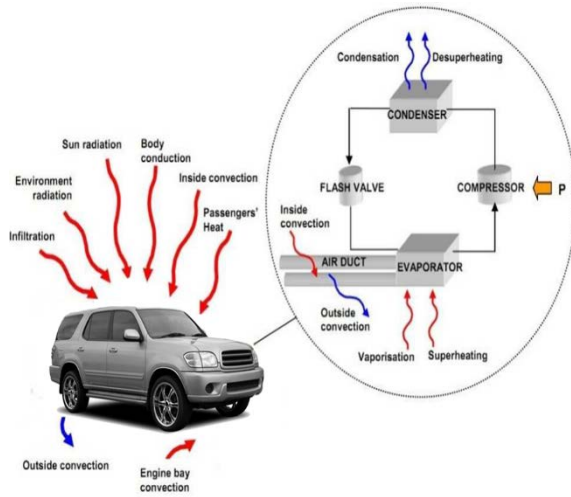 Condensation
Desuperheating
CONDENSER
Sun radiation
Body
conduction
Inside convection
Environment
radiation
Passengers'
Heat
Infiltration
FLASH VALVE
COMPRESSOR
P
Inside
convection
AIR DUCT
EVAPORATOR
Outside
convection
Vaporisation
Superheating
Outside convection
Engine bay
convection